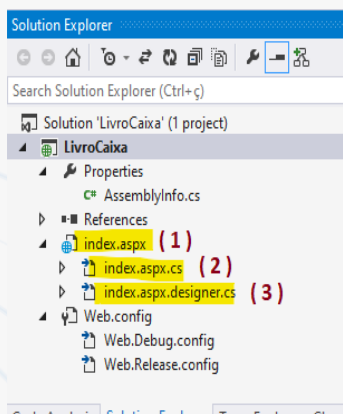 Solution Explorer
Search Solution Explorer (Ctrl+ç)
Solution 'LivroCaixa' (1 project)
LivroCaixa
Properties
C# AssemblyInfo.cs
References
index.aspx ( 1 )
index.aspx.cs ( 2 )
index.aspx.designer.cs ( 3 )
Web.config
Web.Debug.config
Web.Release.config
Solution Explorer